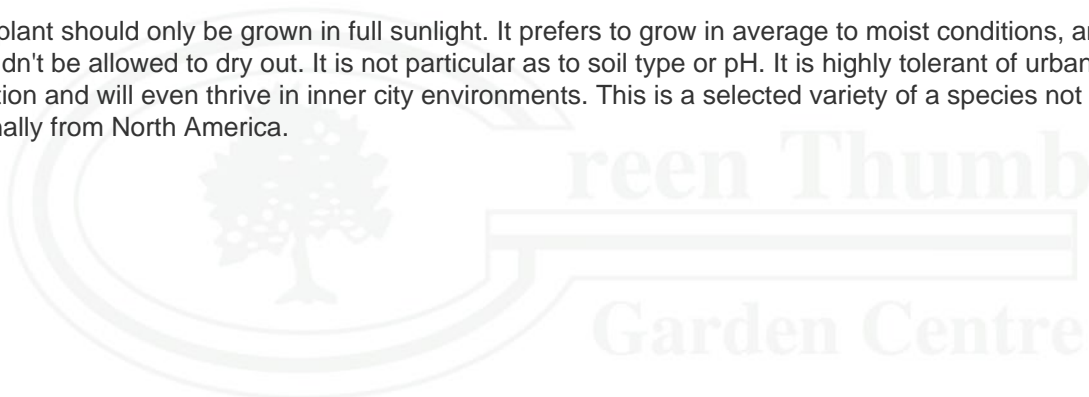 plant should only be grown in full sunlight. It prefers to grow in average to moist conditions, an
dn't be allowed to dry out. It is not particular as to soil type or pH. It is highly tolerant of urban
tion and will even thrive in inner city environments. This is a selected variety of a species not
nally from North America.
reen Thumb
Garden Centre